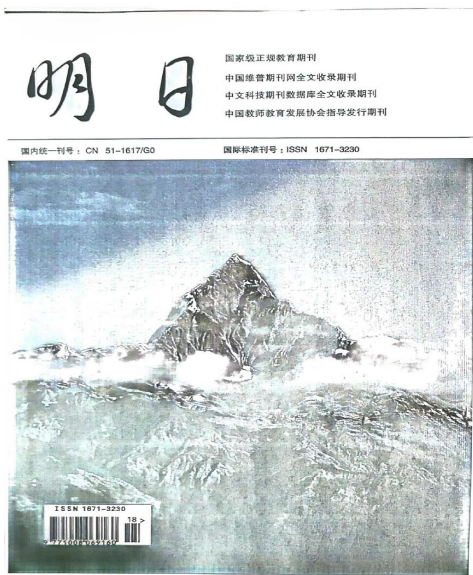 明日
国家级正规教育期刊
中国维普期刊网全文收录期刊
中文科技期刊数据库全文收录期刊
中国教师教育发展协会指导发行期刊
国内统一刊号：CN 51-1617/G0
国际标准刊号：ISSN 1671-3230
ISSN 1671-3230
18>
9 771008 069160